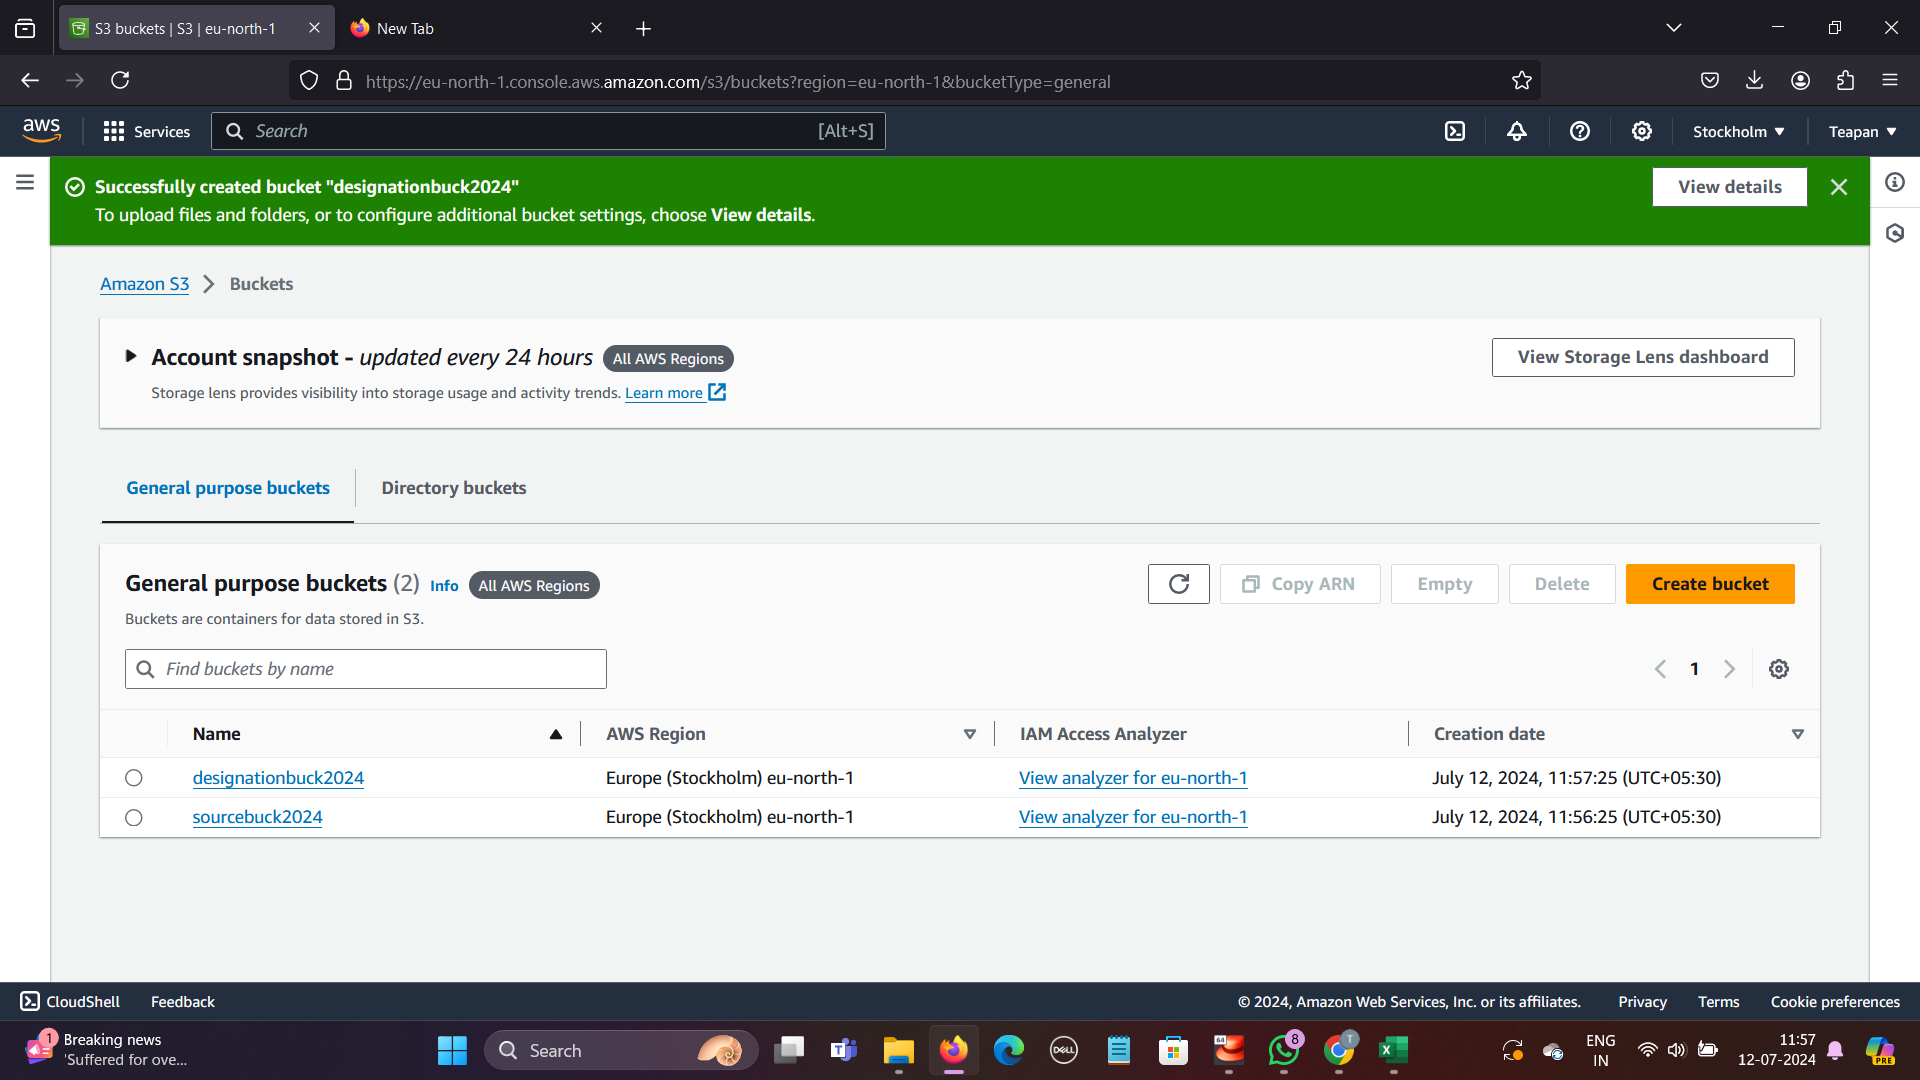 S3 buckets | S3 | eu-north-1
New Tab
https://eu-north-1.console.aws.amazon.com/s3/buckets?region=eu-north-1&bucketType=general
aws
Services
Search
[Alt+S]
Stockholm
Teapan
Successfully created bucket "designationbuck2024"
To upload files and folders, or to configure additional bucket settings, choose View details.
View details
Amazon S3
Buckets
Account snapshot - updated every 24 hours
All AWS Regions
Storage lens provides visibility into storage usage and activity trends. Learn more
View Storage Lens dashboard
General purpose buckets
Directory buckets
General purpose buckets (2)
Info
All AWS Regions
Buckets are containers for data stored in S3.
Copy ARN
Empty
Delete
Create bucket
Find buckets by name
1
Name
AWS Region
IAM Access Analyzer
Creation date
designationbuck2024
Europe (Stockholm) eu-north-1
View analyzer for eu-north-1
July 12, 2024, 11:57:25 (UTC+05:30)
sourcebuck2024
Europe (Stockholm) eu-north-1
View analyzer for eu-north-1
July 12, 2024, 11:56:25 (UTC+05:30)
CloudShell
Feedback
© 2024, Amazon Web Services, Inc. or its affiliates.
Privacy
Terms
Cookie preferences
1
Breaking news
'Suffered for ove...
Search
DELL
64
8
T
ENG
IN
11:57
12-07-2024
PRE